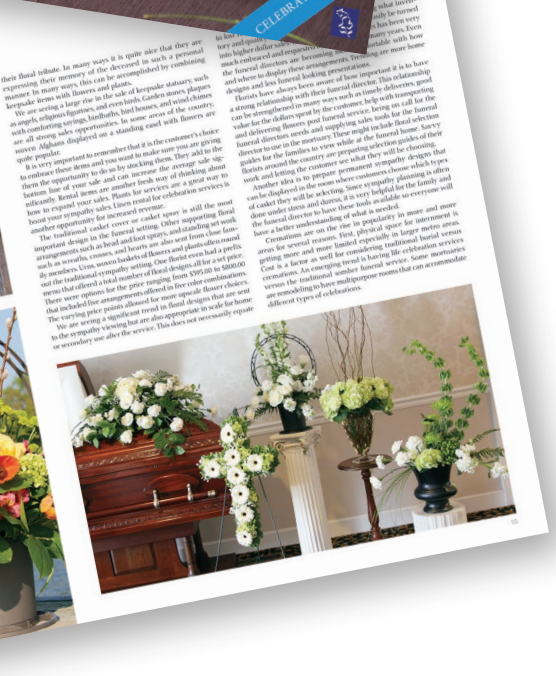 CELEBRA
their floral tribute. In many ways it is quite nice that they are
expressing their memory of the deceased in such a personal
manner. In many ways, this can be accomplished by combining
keepsake items with flowers and plants.
We are seeing a large rise in the sale of keepsake statuary, such
as angels, religious figurines, and even birds. Garden stones, plaques
with comforting sayings, birdbaths, bird houses, and wind chimes
are all strong sales opportunities. In some areas of the country,
woven Afghans displayed on a standing easel with flowers are
quite popular.
It is very important to remember that it is the customer's choice
to embrace these items and you want to make sure you are giving
them the opportunity to do so by stocking them. They add to the
bottom line of your sale and can increase the average sale sig-
nificantly. Rental items are another fresh way of thinking about
how to expand your sales. Plants for services are a great way to
boost your sympathy sales. Linen rental for celebration services is
another opportunity for increased revenue.
The traditional casket cover or casket spray is still the most
important design in the funeral setting. Other supporting floral
arrangements such as head and foot sprays, and standing set work
such as wreaths, crosses, and hearts are also sent from close fam-
ily members. Urns, woven baskets of flowers and plants often round
out the traditional sympathy setting. One florist even had a prefix
menu that offered a total number of floral designs, all for a set price.
There were options for the price ranging from $595.00 to $800.00
that included five arrangements offered in five color combinations.
The varying price points allowed for more upscale flower choices.
We are seeing a significant trend in floral designs that are sent
to the sympathy viewing but are also appropriate in scale for home
or secondary use after the service. This does not necessarily equate
to lost
what inven-
tory and quan
easily be turned
into higher dollar sales
has been very
much embraced and requested
many years. Even
the funeral directors are becoming
comfortable with how
and where to display these arrangements. Trending are more home
designs and less funeral looking presentations.
Florists have always been aware of how important it is to have
a strong relationship with their funeral director. This relationship
can be strengthened in many ways such as timely deliveries, good
value for the dollars spent by the customer, help with transporting
and delivering flowers post funeral service, being on call for the
funeral directors needs and supplying sales tools for the funeral
director to use in the mortuary. These might include floral selection
guides for the families to view while at the funeral home. Savvy
florists around the country are preparing selection guides of their
work and letting the customer see what they will be choosing.
Another idea is to prepare permanent sympathy designs that
can be displayed in the room where customers choose which types
of casket they will be selecting. Since sympathy planning is often
done under stress and duress, it is very helpful for the family and
the funeral director to have these tools available so everyone will
have a better understanding of what is needed.
Cremations are on the rise in popularity in more and more
areas for several reasons. First, physical space for internment is
getting more and more limited especially in larger metro areas.
Cost is a factor as well for considering traditional burial versus
cremations. An emerging trend is having life celebration services
versus the traditional somber funeral service. Some mortuaries
are remodeling to have multipurpose rooms that can accommodate
different types of celebrations.